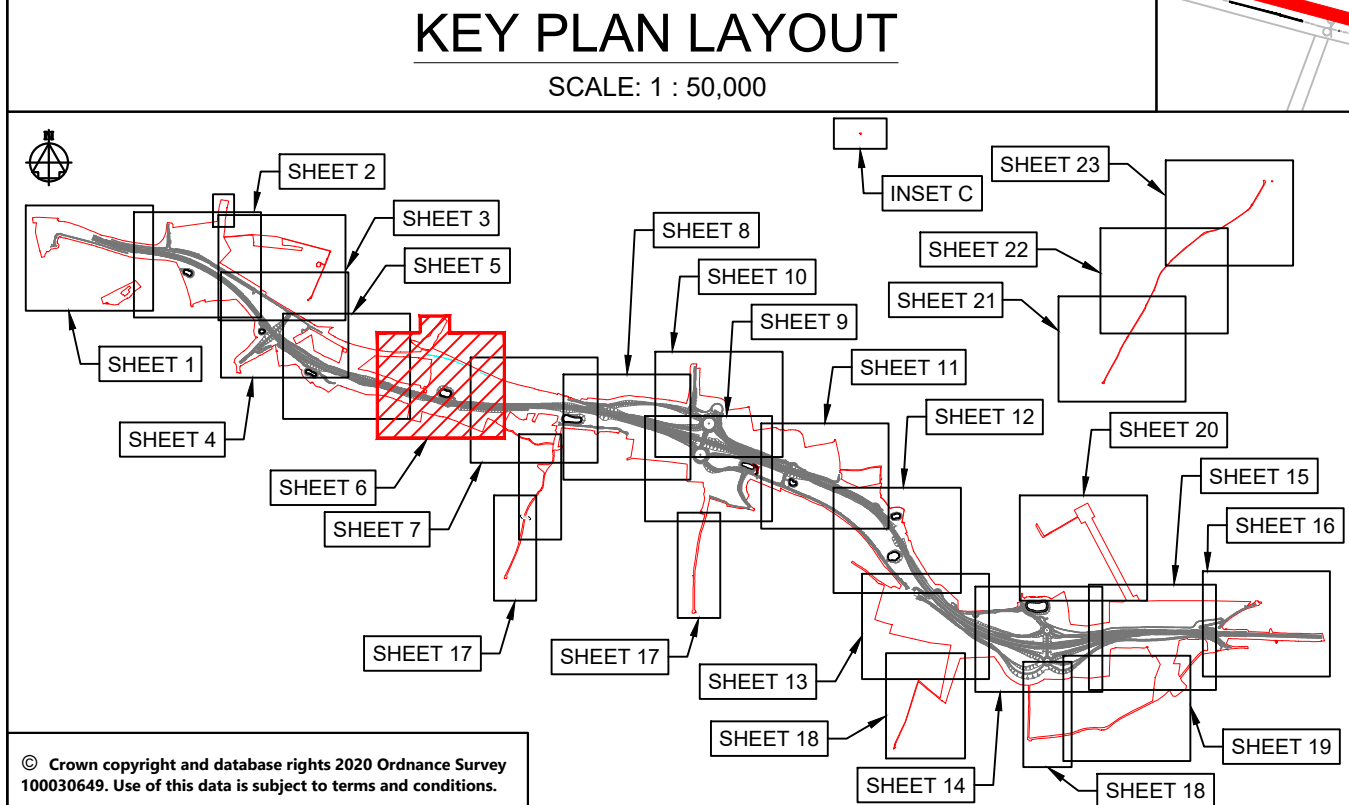 KEY PLAN LAYOUT
SCALE: 1 : 50,000
SHEET 2
SHEET 23
INSET C
SHEET 3
SHEET 8
SHEET 22
SHEET 5
SHEET 10
SHEET 21
SHEET 9
SHEET 1
SHEET 11
SHEET 12
SHEET 20
SHEET 4
SHEET 15
SHEET 6
SHEET 16
SHEET 7
SHEET 17
SHEET 17
SHEET 13
SHEET 18
SHEET 19
SHEET 14
SHEET 18
© Crown copyright and database rights 2020 Ordnance Survey
100030649. Use of this data is subject to terms and conditions.